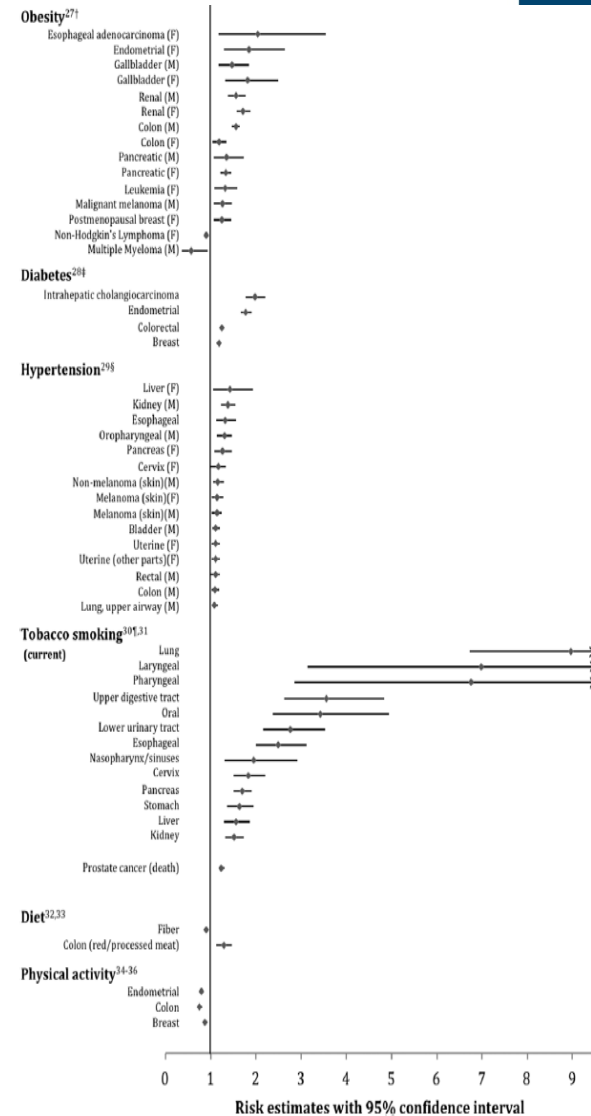 Obesity27†
Esophageal adenocarcinoma (F)
Endometrial (F)
Gallbladder (M)
Gallbladder (F)
Renal (M)
Renal (F)
Colon (M)
Colon (F)
Pancreatic (M)
Pancreatic (F)
Leukemia (F)
Malignant melanoma (M)
Postmenopausal breast (F)
Non-Hodgkin's Lymphoma (F)
Multiple Myeloma (M)
Diabetes28‡
Intrahepatic cholangiocarcinoma
Endometrial
Colorectal
Breast
Hypertension29§
Liver (F)
Kidney (M)
Esophageal
Oropharyngeal (M)
Pancreas (F)
Cervix (F)
Non-melanoma (skin)(M)
Melanoma (skin)(F)
Melanoma (skin)(M)
Bladder (M)
Uterine (F)
Uterine (other parts)(F)
Rectal (M)
Colon (M)
Lung, upper airway (M)
Tobacco smoking30¶,31
(current)
Lung
Laryngeal
Pharyngeal
Upper digestive tract
Oral
Lower urinary tract
Esophageal
Nasopharynx/sinuses
Cervix
Pancreas
Stomach
Liver
Kidney
Prostate cancer (death)
Diet32,33
Fiber
Colon (red/processed meat)
Physical activity34-36
Endometrial
Colon
Breast
0 1 2 3 4 5 6 7 8 9
Risk estimates with 95% confidence interval